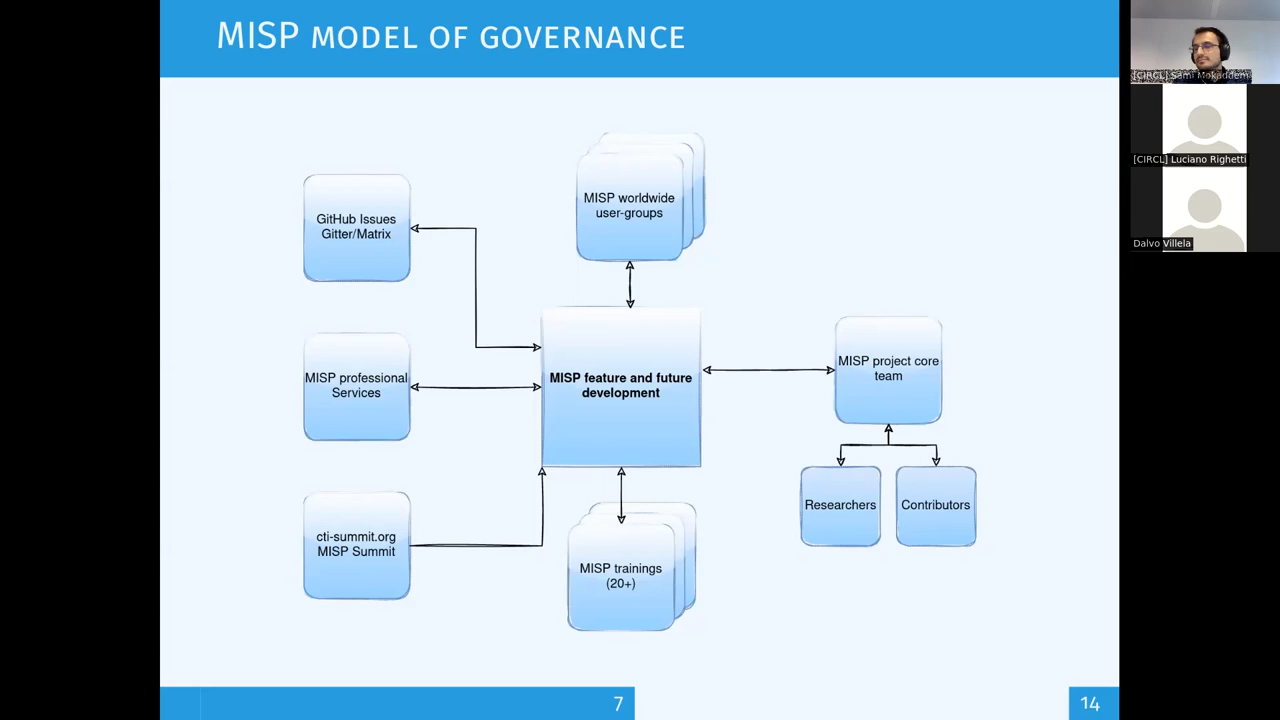 MISP MODEL OF GOVERNANCE
GitHub Issues
Gitter/Matrix
MISP worldwide
user-groups
MISP professional
Services
MISP feature and future
development
MISP project core
team
Researchers
Contributors
cti-summit.org
MISP Summit
MISP trainings
(20+)
7
14
[CIRCL] Sami Mokaddem
[CIRCL] Luciano Righetti
Dalvo Villela